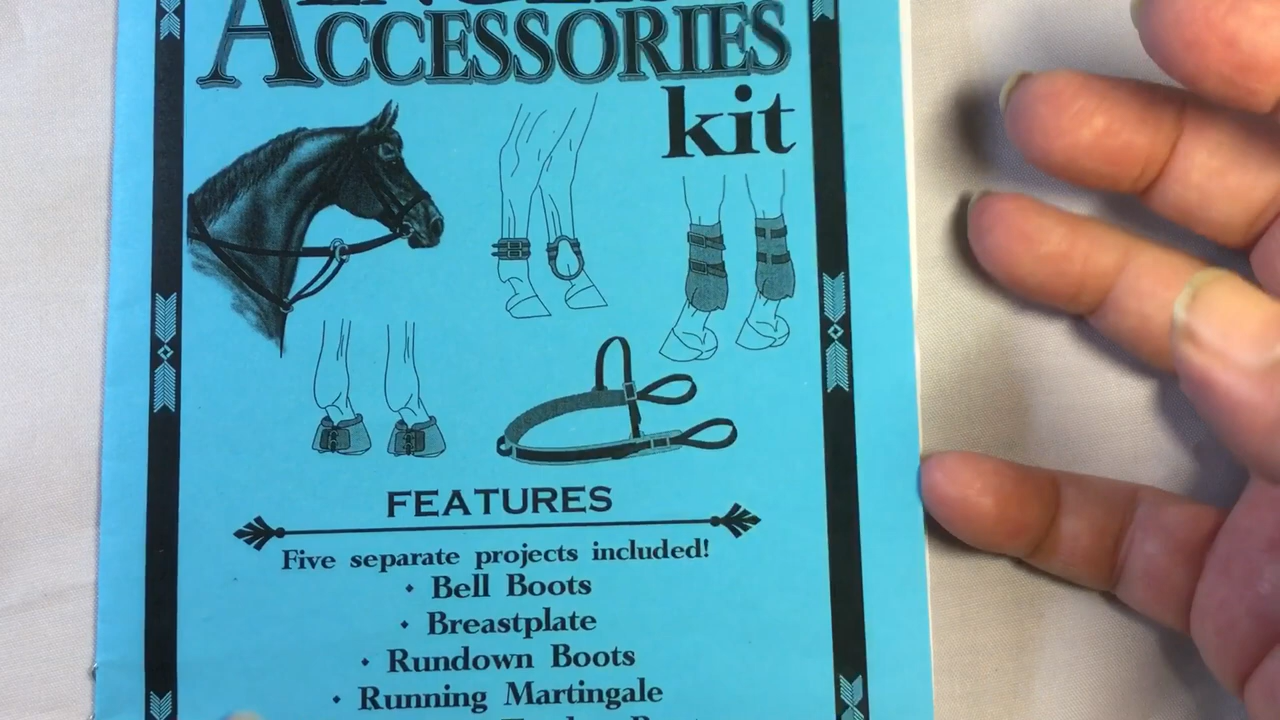 ACCESSORIES
kit
FEATURES
Five separate projects included!
• Bell Boots
• Breastplate
• Rundown Boots
• Running Martingale